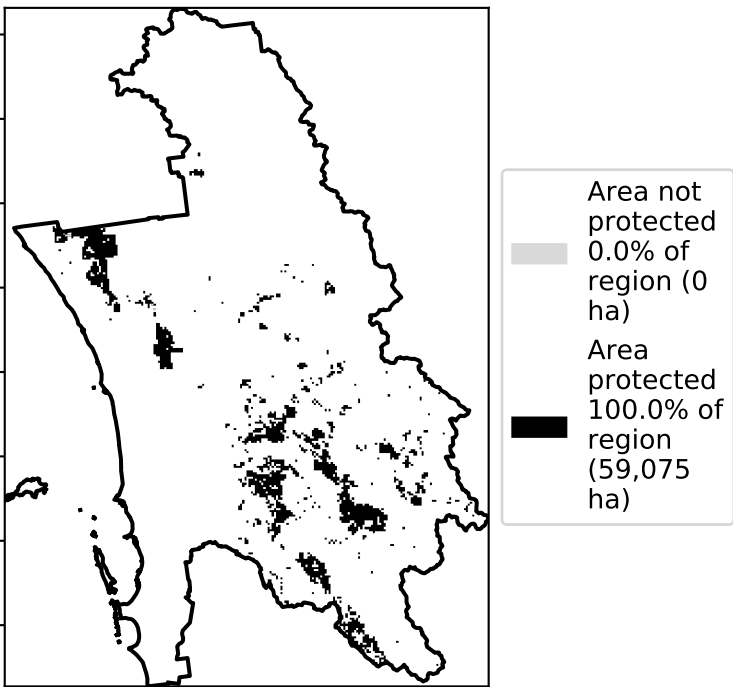 Area not
protected
0.0% of
region (0
ha)
Area
protected
100.0% of
region
(59,075
ha)